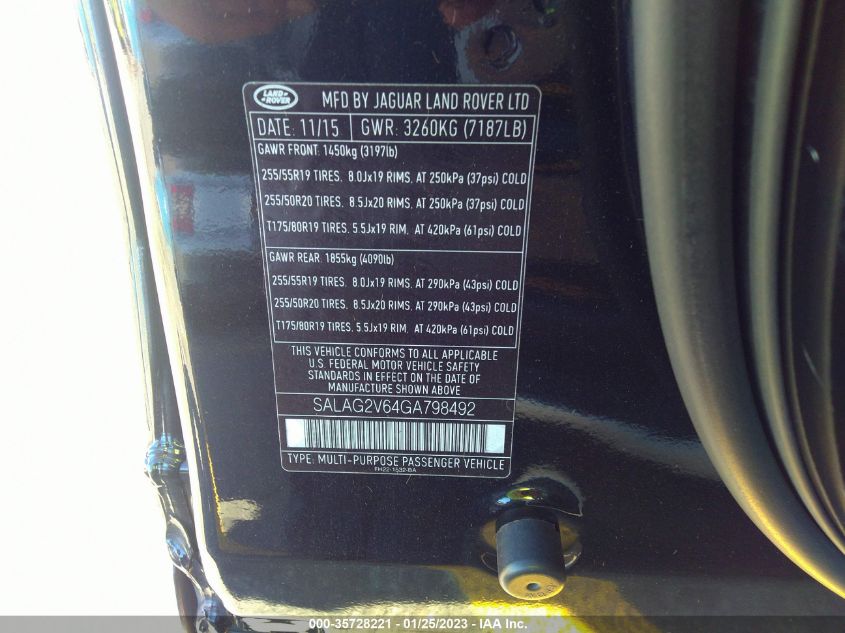 LAND ROVER
MFD BY JAGUAR LAND ROVER LTD
DATE: 11/15 GWR: 3260KG (7187LB)
GAWR FRONT: 1450kg (3197lb)
255/55R19 TIRES. 8.0Jx19 RIMS. AT 250kPa (37psi) COLD
255/50R20 TIRES. 8.5Jx20 RIMS. AT 250kPa (37psi) COLD
T175/80R19 TIRES. 5.5Jx19 RIM. AT 420kPa (61psi) COLD
GAWR REAR: 1855kg (4090lb)
255/55R19 TIRES. 8.0Jx19 RIMS. AT 290kPa (43psi) COLD
255/50R20 TIRES. 8.5Jx20 RIMS. AT 290kPa (43psi) COLD
T175/80R19 TIRES. 5.5Jx19 RIM. AT 420kPa (61psi) COLD
THIS VEHICLE CONFORMS TO ALL APPLICABLE
U.S. FEDERAL MOTOR VEHICLE SAFETY
STANDARDS IN EFFECT ON THE DATE OF
MANUFACTURE SHOWN ABOVE
SALAG2V64GA798492
TYPE: MULTI-PURPOSE PASSENGER VEHICLE
FH22-1532-BA
000-35728221 - 01/25/2023 - IAA Inc.